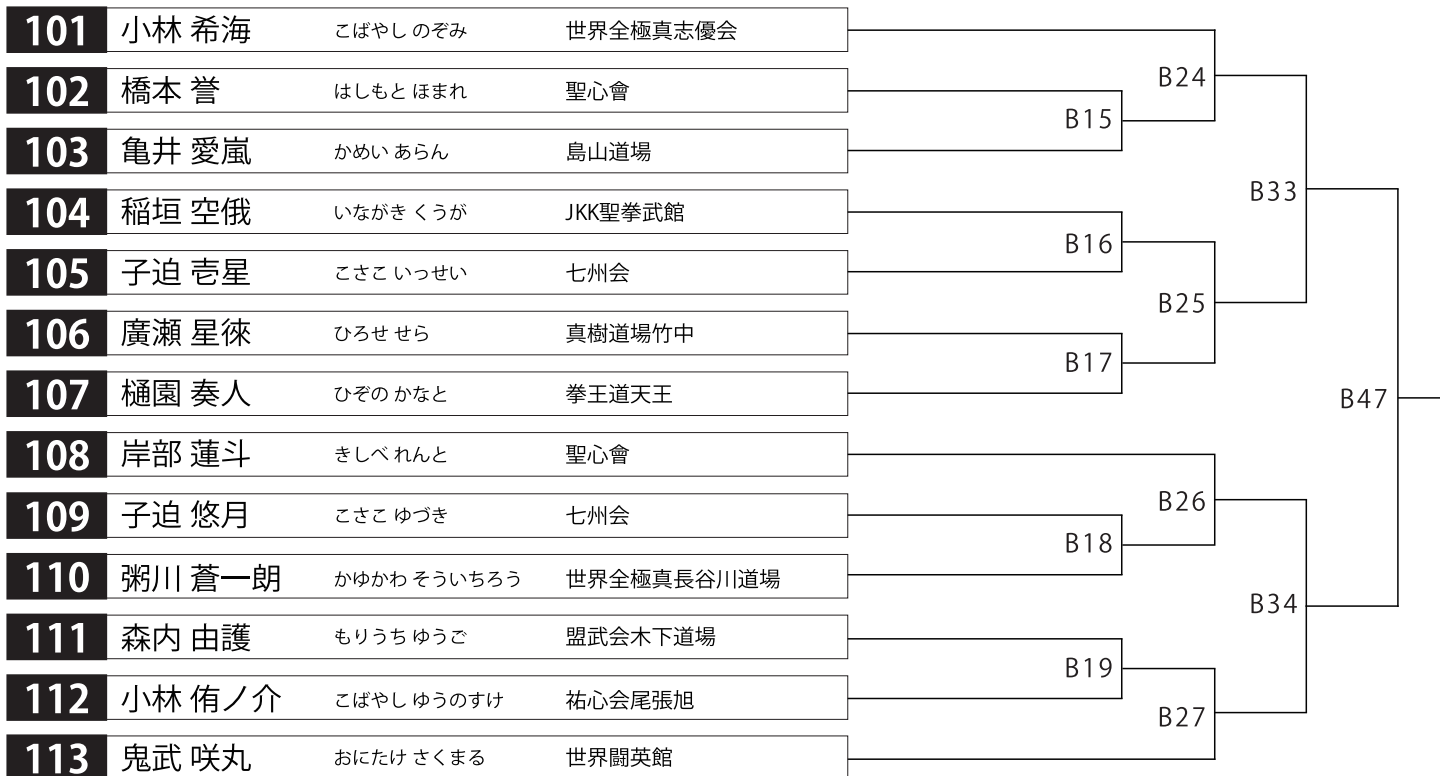 101 小林 希海 こばやし のぞみ 世界全極真志優会
102 橋本 誉 はしもと ほまれ 聖心會
103 亀井 愛嵐 かめい あらん 島山道場
104 稲垣 空俄 いながき くうが JKK聖拳武館
105 子迫 壱星 こさこ いっせい 七州会
106 廣瀬 星徠 ひろせ せら 真樹道場竹中
107 樋園 奏人 ひぞの かなと 拳王道天王
108 岸部 蓮斗 きしべ れんと 聖心會
109 子迫 悠月 こさこ ゆづき 七州会
110 粥川 蒼一朗 かゆかわ そういちろう 世界全極真長谷川道場
111 森内 由護 もりうち ゆうご 盟武会木下道場
112 小林 侑ノ介 こばやし ゆうのすけ 祐心会尾張旭
113 鬼武 咲丸 おにたけ さくまる 世界闘英館
B15
B16
B17
B18
B19
B24
B25
B26
B27
B33
B34
B47